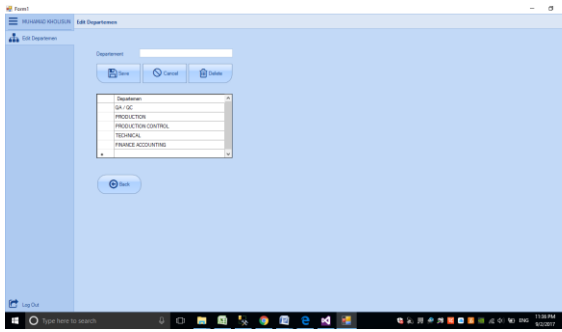 Form1
MUHAMAD KHOLISUN
Edit Departemen
Edit Departemen
Departement
Save
Cancel
Delete
Departemen
QA / QC
PRODUCTION
PRODUCTION CONTROL
TECHNICAL
FINANCE ACCOUNTING
Back
Log Out
Type here to search
ENG
11:38 PM
9/2/2017